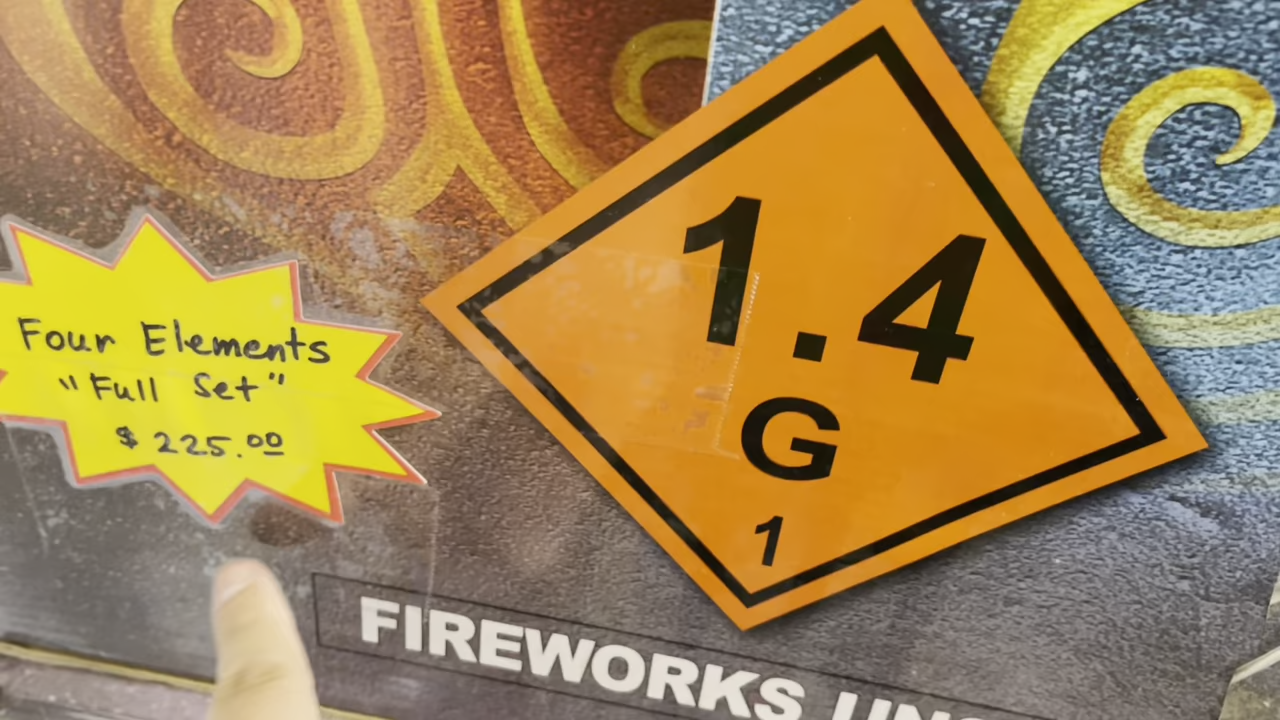 Four Elements
"Full Set"
$225.00
1.4
G
1
FIREWORKS